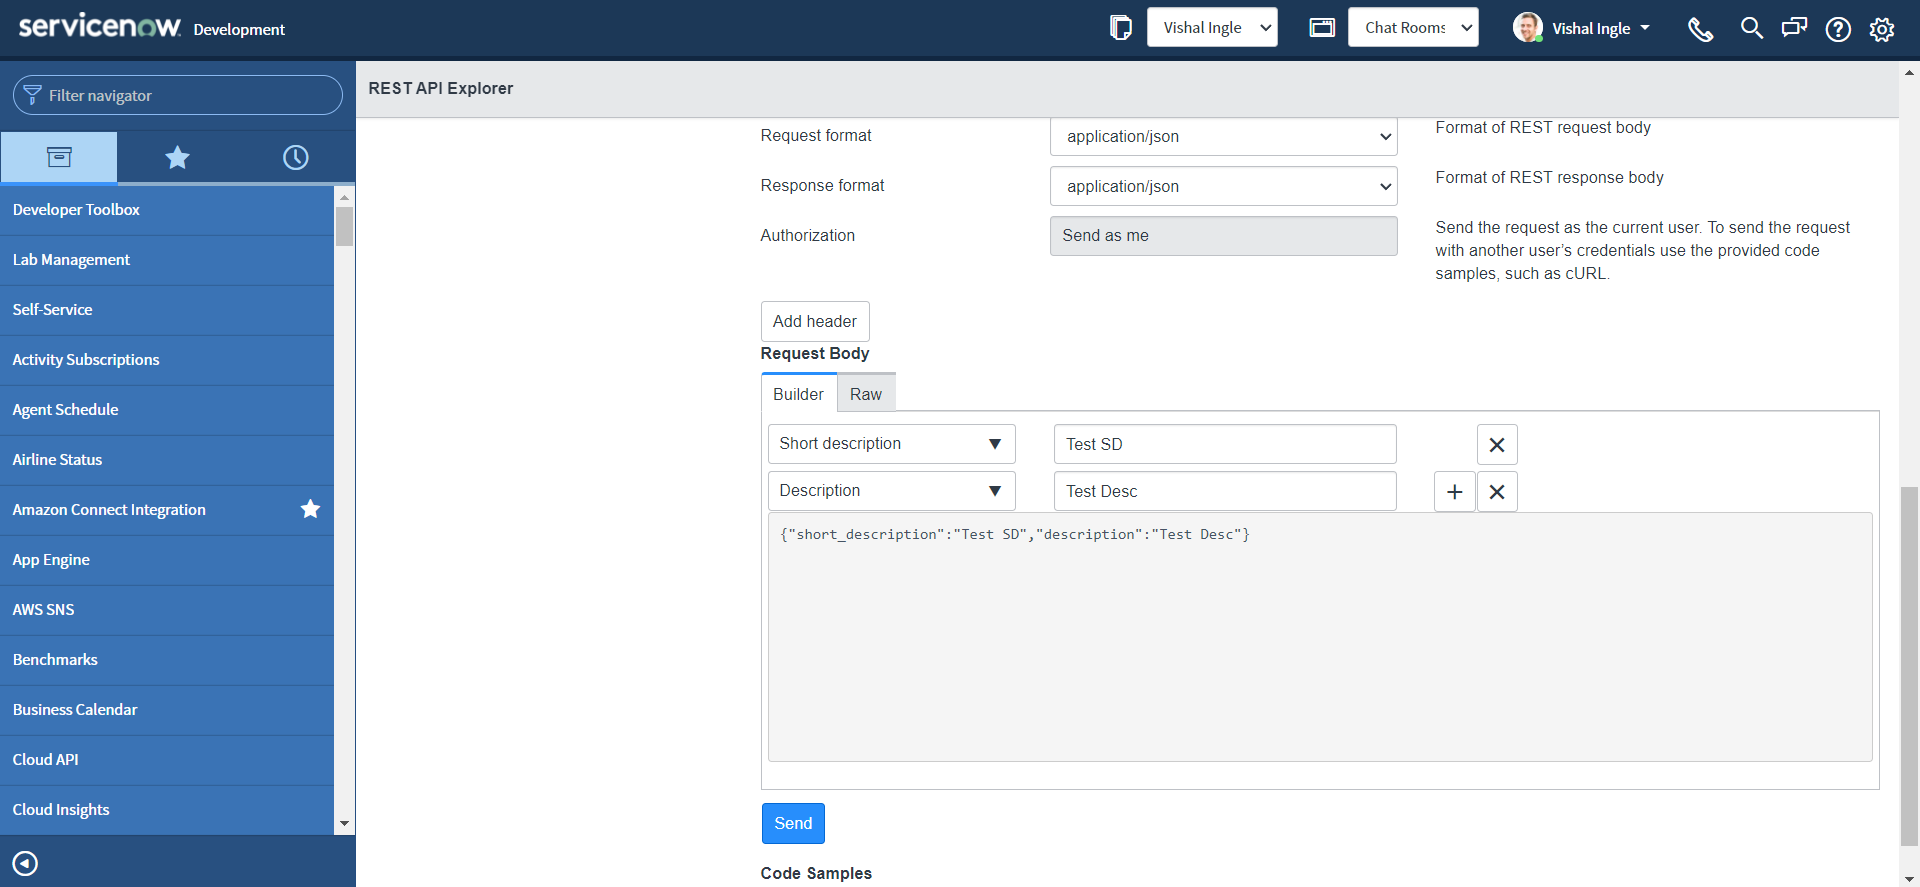 servicenow. Development
Vishal Ingle
Chat Rooms
Vishal Ingle
Filter navigator
Developer Toolbox
Lab Management
Self-Service
Activity Subscriptions
Agent Schedule
Airline Status
Amazon Connect Integration
App Engine
AWS SNS
Benchmarks
Business Calendar
Cloud API
Cloud Insights
REST API Explorer
Request format
application/json
Format of REST request body
Response format
application/json
Format of REST response body
Authorization
Send as me
Send the request as the current user. To send the request
with another user’s credentials use the provided code
samples, such as cURL.
Add header
Request Body
Builder
Raw
Short description
Test SD
Description
Test Desc
{"short_description":"Test SD","description":"Test Desc"}
Send
Code Samples